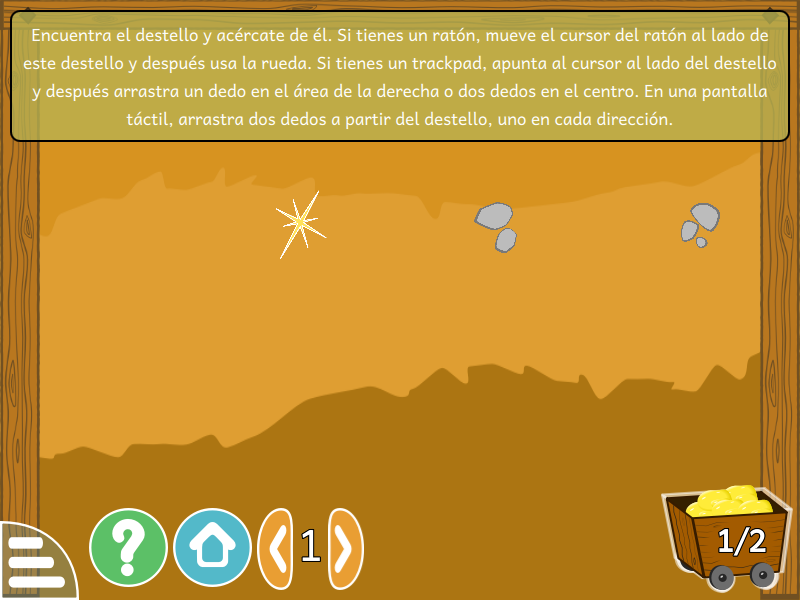 Encuentra el destello y acércate de él. Si tienes un ratón, mueve el cursor del ratón al lado de
este destello y después usa la rueda. Si tienes un trackpad, apunta al cursor al lado del destello
y después arrastra un dedo en el área de la derecha o dos dedos en el centro. En una pantalla
táctil, arrastra dos dedos a partir del destello, uno en cada dirección.
?
1
1/2